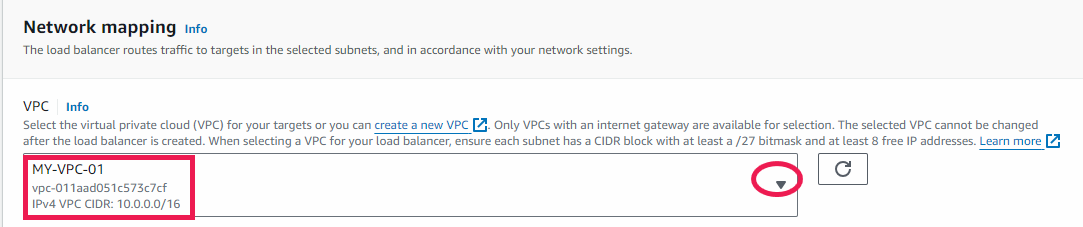 Network mapping Info
The load balancer routes traffic to targets in the selected subnets, and in accordance with your network settings.
VPC Info
Select the virtual private cloud (VPC) for your targets or you can create a new VPC. Only VPCs with an internet gateway are available for selection. The selected VPC cannot be changed
after the load balancer is created. When selecting a VPC for your load balancer, ensure each subnet has a CIDR block with at least a /27 bitmask and at least 8 free IP addresses. Learn more
MY-VPC-01
vpc-011aad051c573c7cf
IPv4 VPC CIDR: 10.0.0.0/16